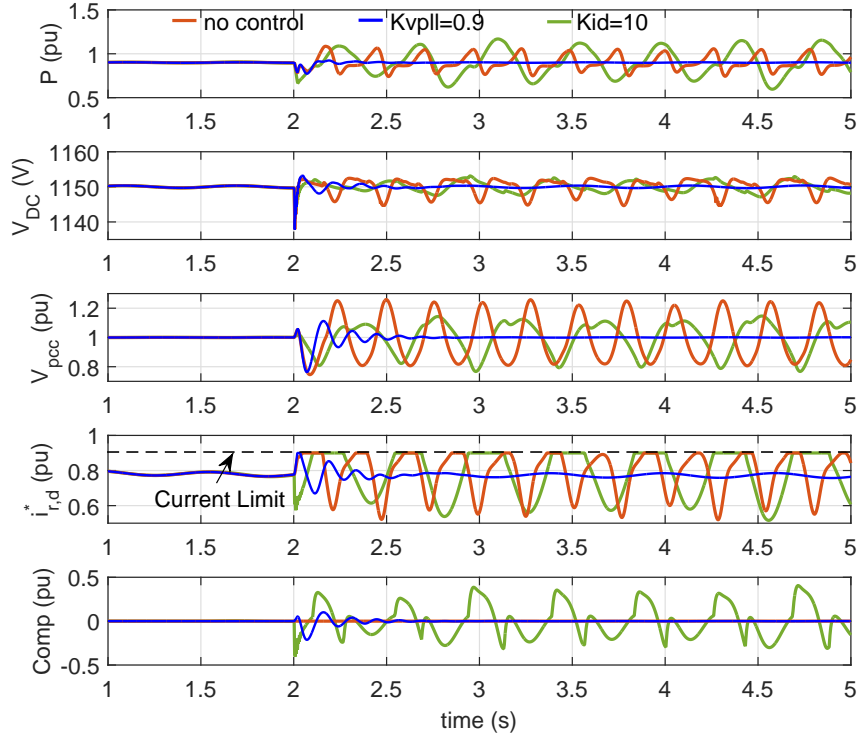 no control Kvpll=0.9 Kid=10
P (pu)
1.5
1
0.5
1 1.5 2 2.5 3 3.5 4 4.5 5
V_DC (V)
1160
1150
1140
1 1.5 2 2.5 3 3.5 4 4.5 5
V_pcc (pu)
1.2
1
0.8
1 1.5 2 2.5 3 3.5 4 4.5 5
i*_r,d (pu)
1
0.8
0.6
Current Limit
1 1.5 2 2.5 3 3.5 4 4.5 5
Comp (pu)
0.5
0
-0.5
1 1.5 2 2.5 3 3.5 4 4.5 5
time (s)